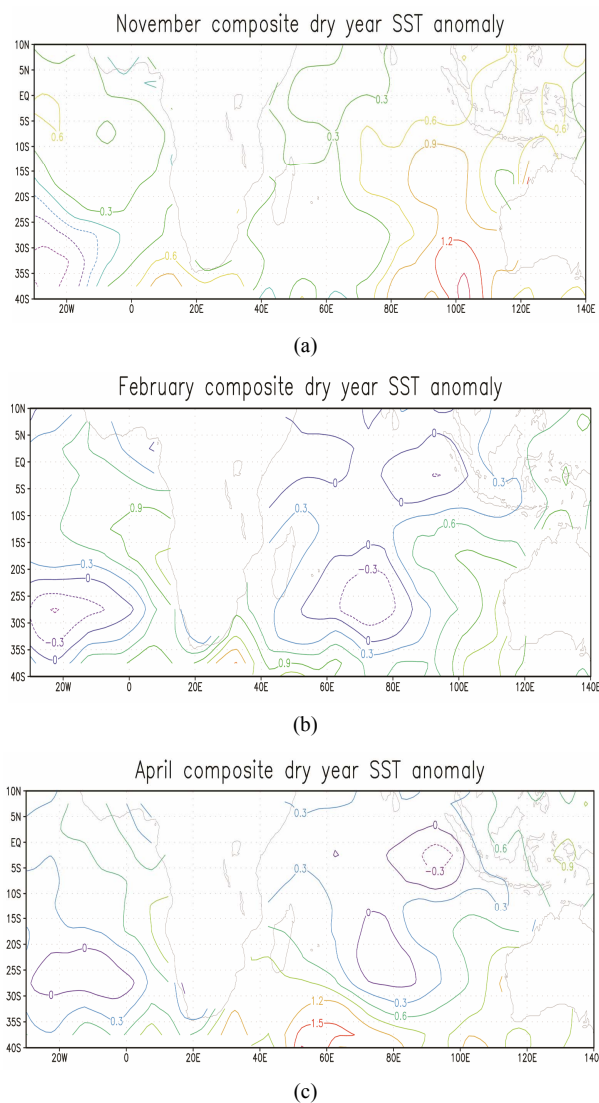 November composite dry year SST anomaly
10N
5N
EQ
5S
10S
15S
20S
25S
30S
35S
40S
20W 0 20E 40E 60E 80E 100E 120E 140E
0.6
0.3
0.6
0.3
0.3
0.6
0.9
1.2
0.6
0.6
(a)
February composite dry year SST anomaly
10N
5N
EQ
5S
10S
15S
20S
25S
30S
35S
40S
20W 0 20E 40E 60E 80E 100E 120E 140E
0.9
0.3
0
-0.3
0
0
0
0
0.3
0.3
0.6
0
-0.3
0
0.3
0.9
(b)
April composite dry year SST anomaly
10N
5N
EQ
5S
10S
15S
20S
25S
30S
35S
40S
20W 0 20E 40E 60E 80E 100E 120E 140
0.3
0
-0.3
0
0.6
0.9
0.3
0.3
0
0
0
0.3
0.3
0.6
1.2
1.5
(c)